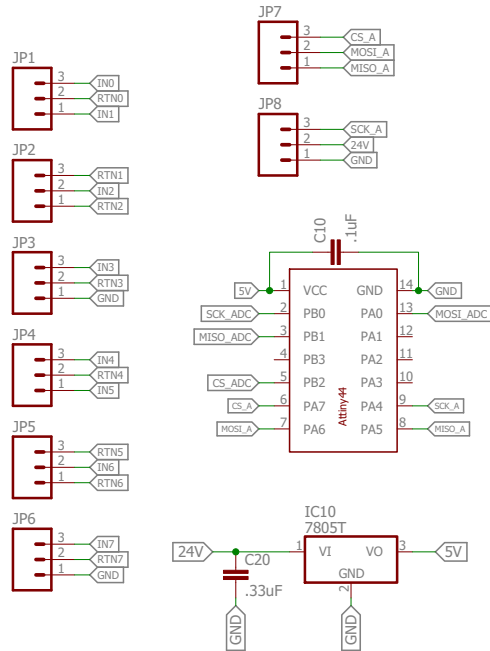 JP1
3 IN0
2 RTN0
1 IN1
JP2
3 RTN1
2 IN2
1 RTN2
JP3
3 IN3
2 RTN3
1 GND
JP4
3 IN4
2 RTN4
1 IN5
JP5
3 RTN5
2 IN6
1 RTN6
JP6
3 IN7
2 RTN7
1 GND
JP7
3 CS_A
2 MOSI_A
1 MISO_A
JP8
3 SCK_A
2 24V
1 GND
C10
.1uF
5V 1 VCC GND 14 GND
SCK_ADC 2 PB0 PA0 13 MOSI_ADC
MISO_ADC 3 PB1 PA1 12
4 PB3 PA2 11
CS_ADC 5 PB2 PA3 10
CS_A 6 PA7 PA4 9 SCK_A
MOSI_A 7 PA6 PA5 8 MISO_A
Attiny44
IC10
7805T
24V 1 VI VO 3 5V
GND
2
C20
.33uF
GND
GND